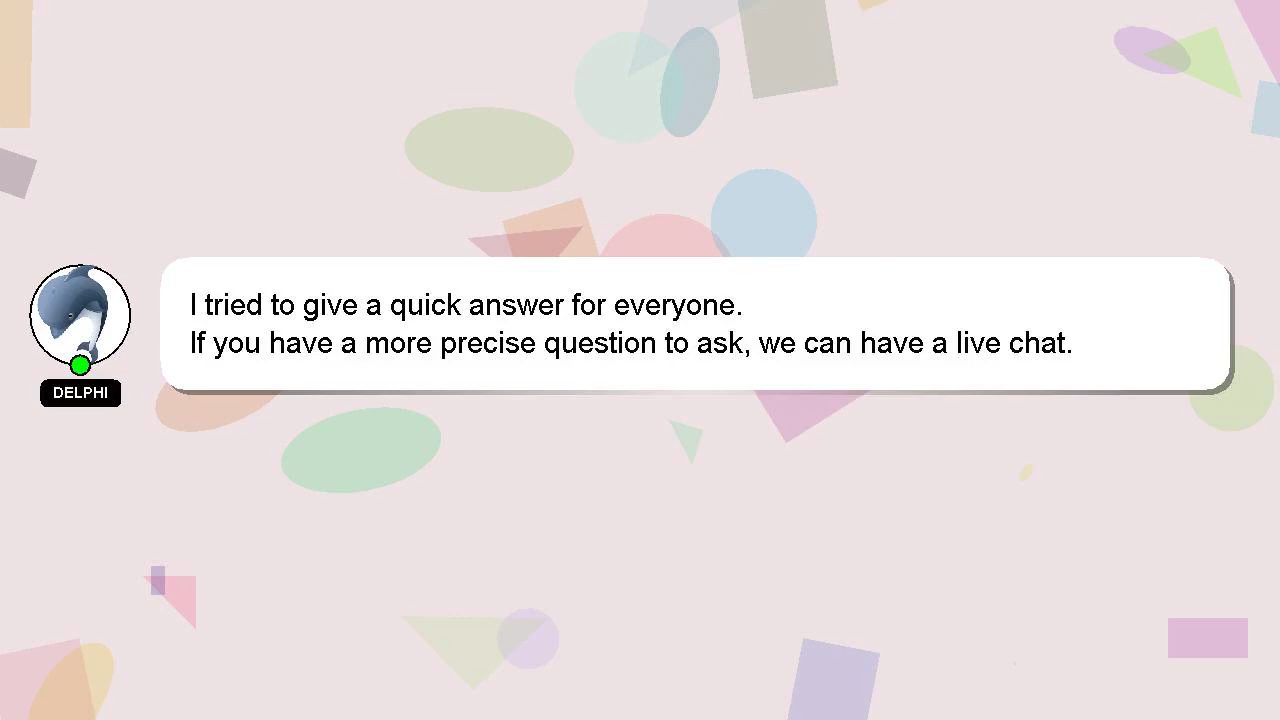 I tried to give a quick answer for everyone.
If you have a more precise question to ask, we can have a live chat.
DELPHI